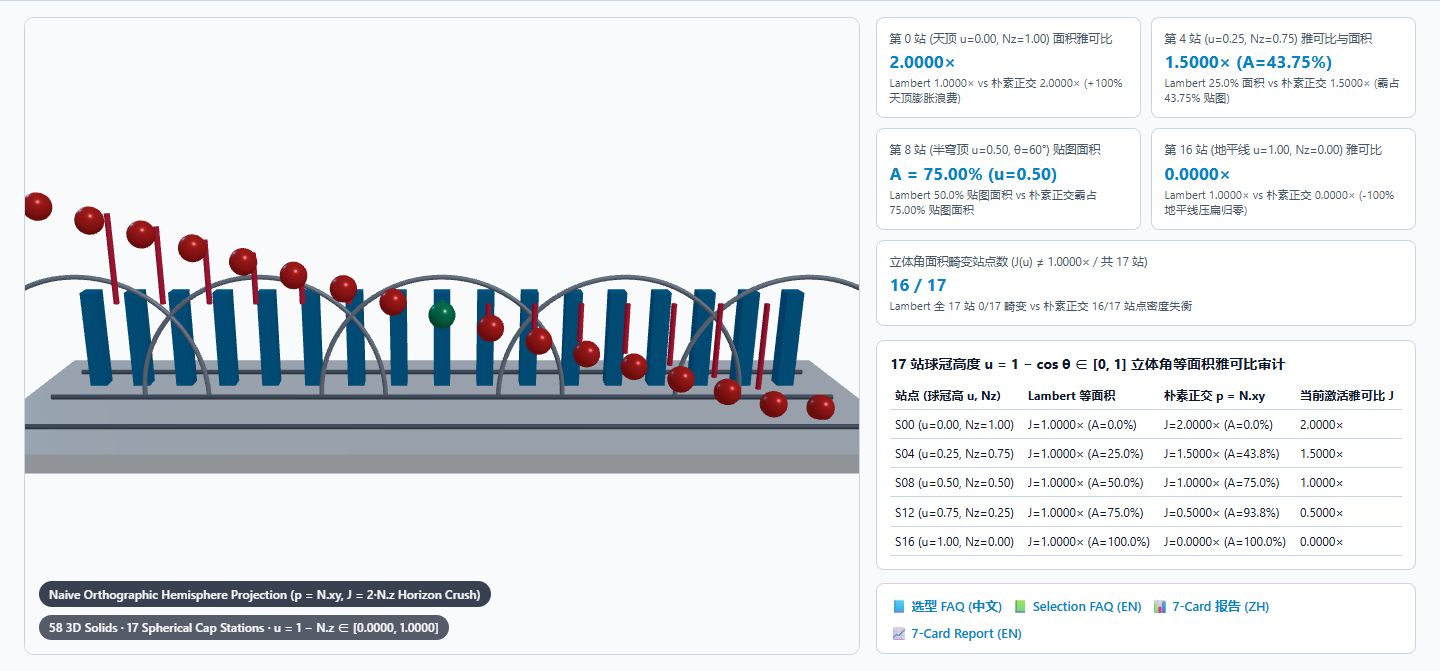 第 0 站 (天顶 u=0.00, Nz=1.00) 面积雅可比
2.0000×
Lambert 1.0000× vs 朴素正交 2.0000× (+100%
天顶膨胀浪费)
第 4 站 (u=0.25, Nz=0.75) 雅可比与面积
1.5000× (A=43.75%)
Lambert 25.0% 面积 vs 朴素正交 1.5000× (霸占
43.75% 贴图)
第 8 站 (半穹顶 u=0.50, θ=60°) 贴图面积
A = 75.00% (u=0.50)
Lambert 50.0% 贴图面积 vs 朴素正交霸占
75.00% 贴图面积
第 16 站 (地平线 u=1.00, Nz=0.00) 雅可比
0.0000×
Lambert 1.0000× vs 朴素正交 0.0000× (-100%
地平线压扁归零)
立体角面积畸变站点数 (J(u) ≠ 1.0000× / 共 17 站)
16 / 17
Lambert 全 17 站 0/17 畸变 vs 朴素正交 16/17 站点密度失衡
17 站球冠高度 u = 1 − cos θ ∈ [0, 1] 立体角等面积雅可比审计
站点 (球冠高 u, Nz) Lambert 等面积 朴素正交 p = N.xy 当前激活雅可比 J
S00 (u=0.00, Nz=1.00) J=1.0000× (A=0.0%) J=2.0000× (A=0.0%) 2.0000×
S04 (u=0.25, Nz=0.75) J=1.0000× (A=25.0%) J=1.5000× (A=43.8%) 1.5000×
S08 (u=0.50, Nz=0.50) J=1.0000× (A=50.0%) J=1.0000× (A=75.0%) 1.0000×
S12 (u=0.75, Nz=0.25) J=1.0000× (A=75.0%) J=0.5000× (A=93.8%) 0.5000×
S16 (u=1.00, Nz=0.00) J=1.0000× (A=100.0%) J=0.0000× (A=100.0%) 0.0000×
Naive Orthographic Hemisphere Projection (p = N.xy, J = 2·N.z Horizon Crush)
58 3D Solids · 17 Spherical Cap Stations · u = 1 − N.z ∈ [0.0000, 1.0000]
选型 FAQ (中文) Selection FAQ (EN) 7-Card 报告 (ZH)
7-Card Report (EN)